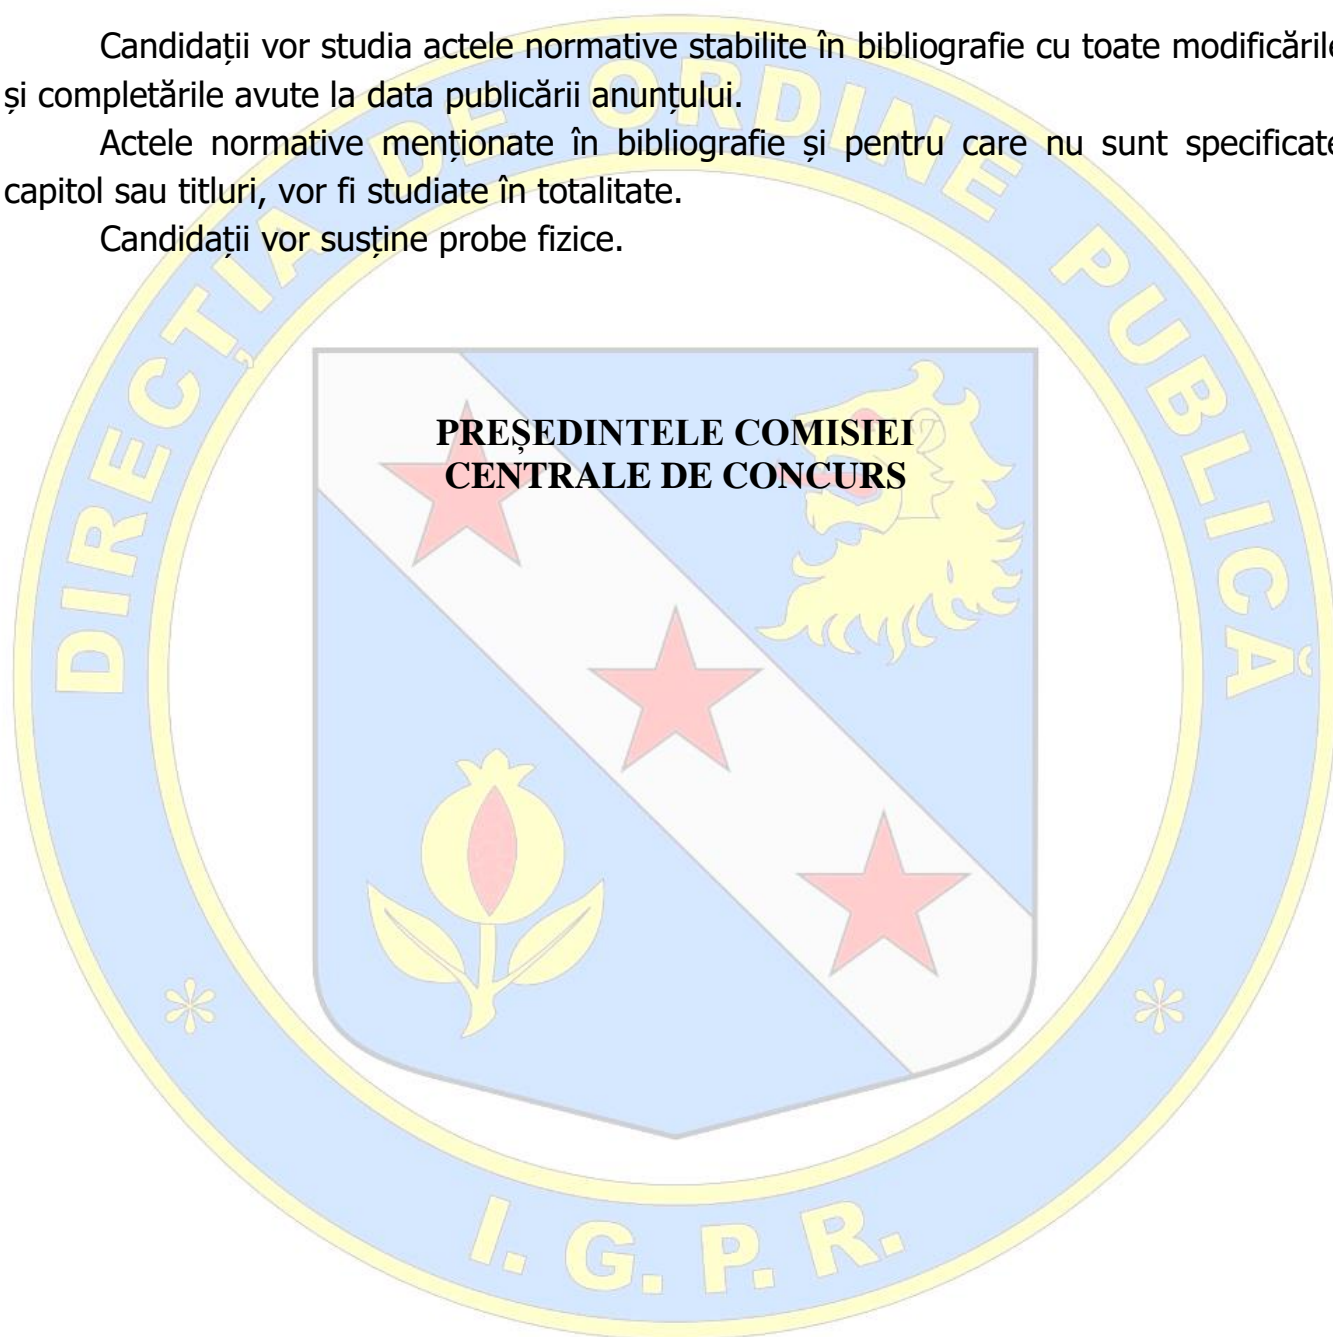 Candidații vor studia actele normative stabilite în bibliografie cu toate modificările
și completările avute la data publicării anunțului.
Actele normative menționate în bibliografie și pentru care nu sunt specificate
capitol sau titluri, vor fi studiate în totalitate.
Candidații vor susține probe fizice.
PREȘEDINTELE COMISIEI
CENTRALE DE CONCURS
DIRECȚIA DE ORDINE PUBLICĂ
I. G. P. R.